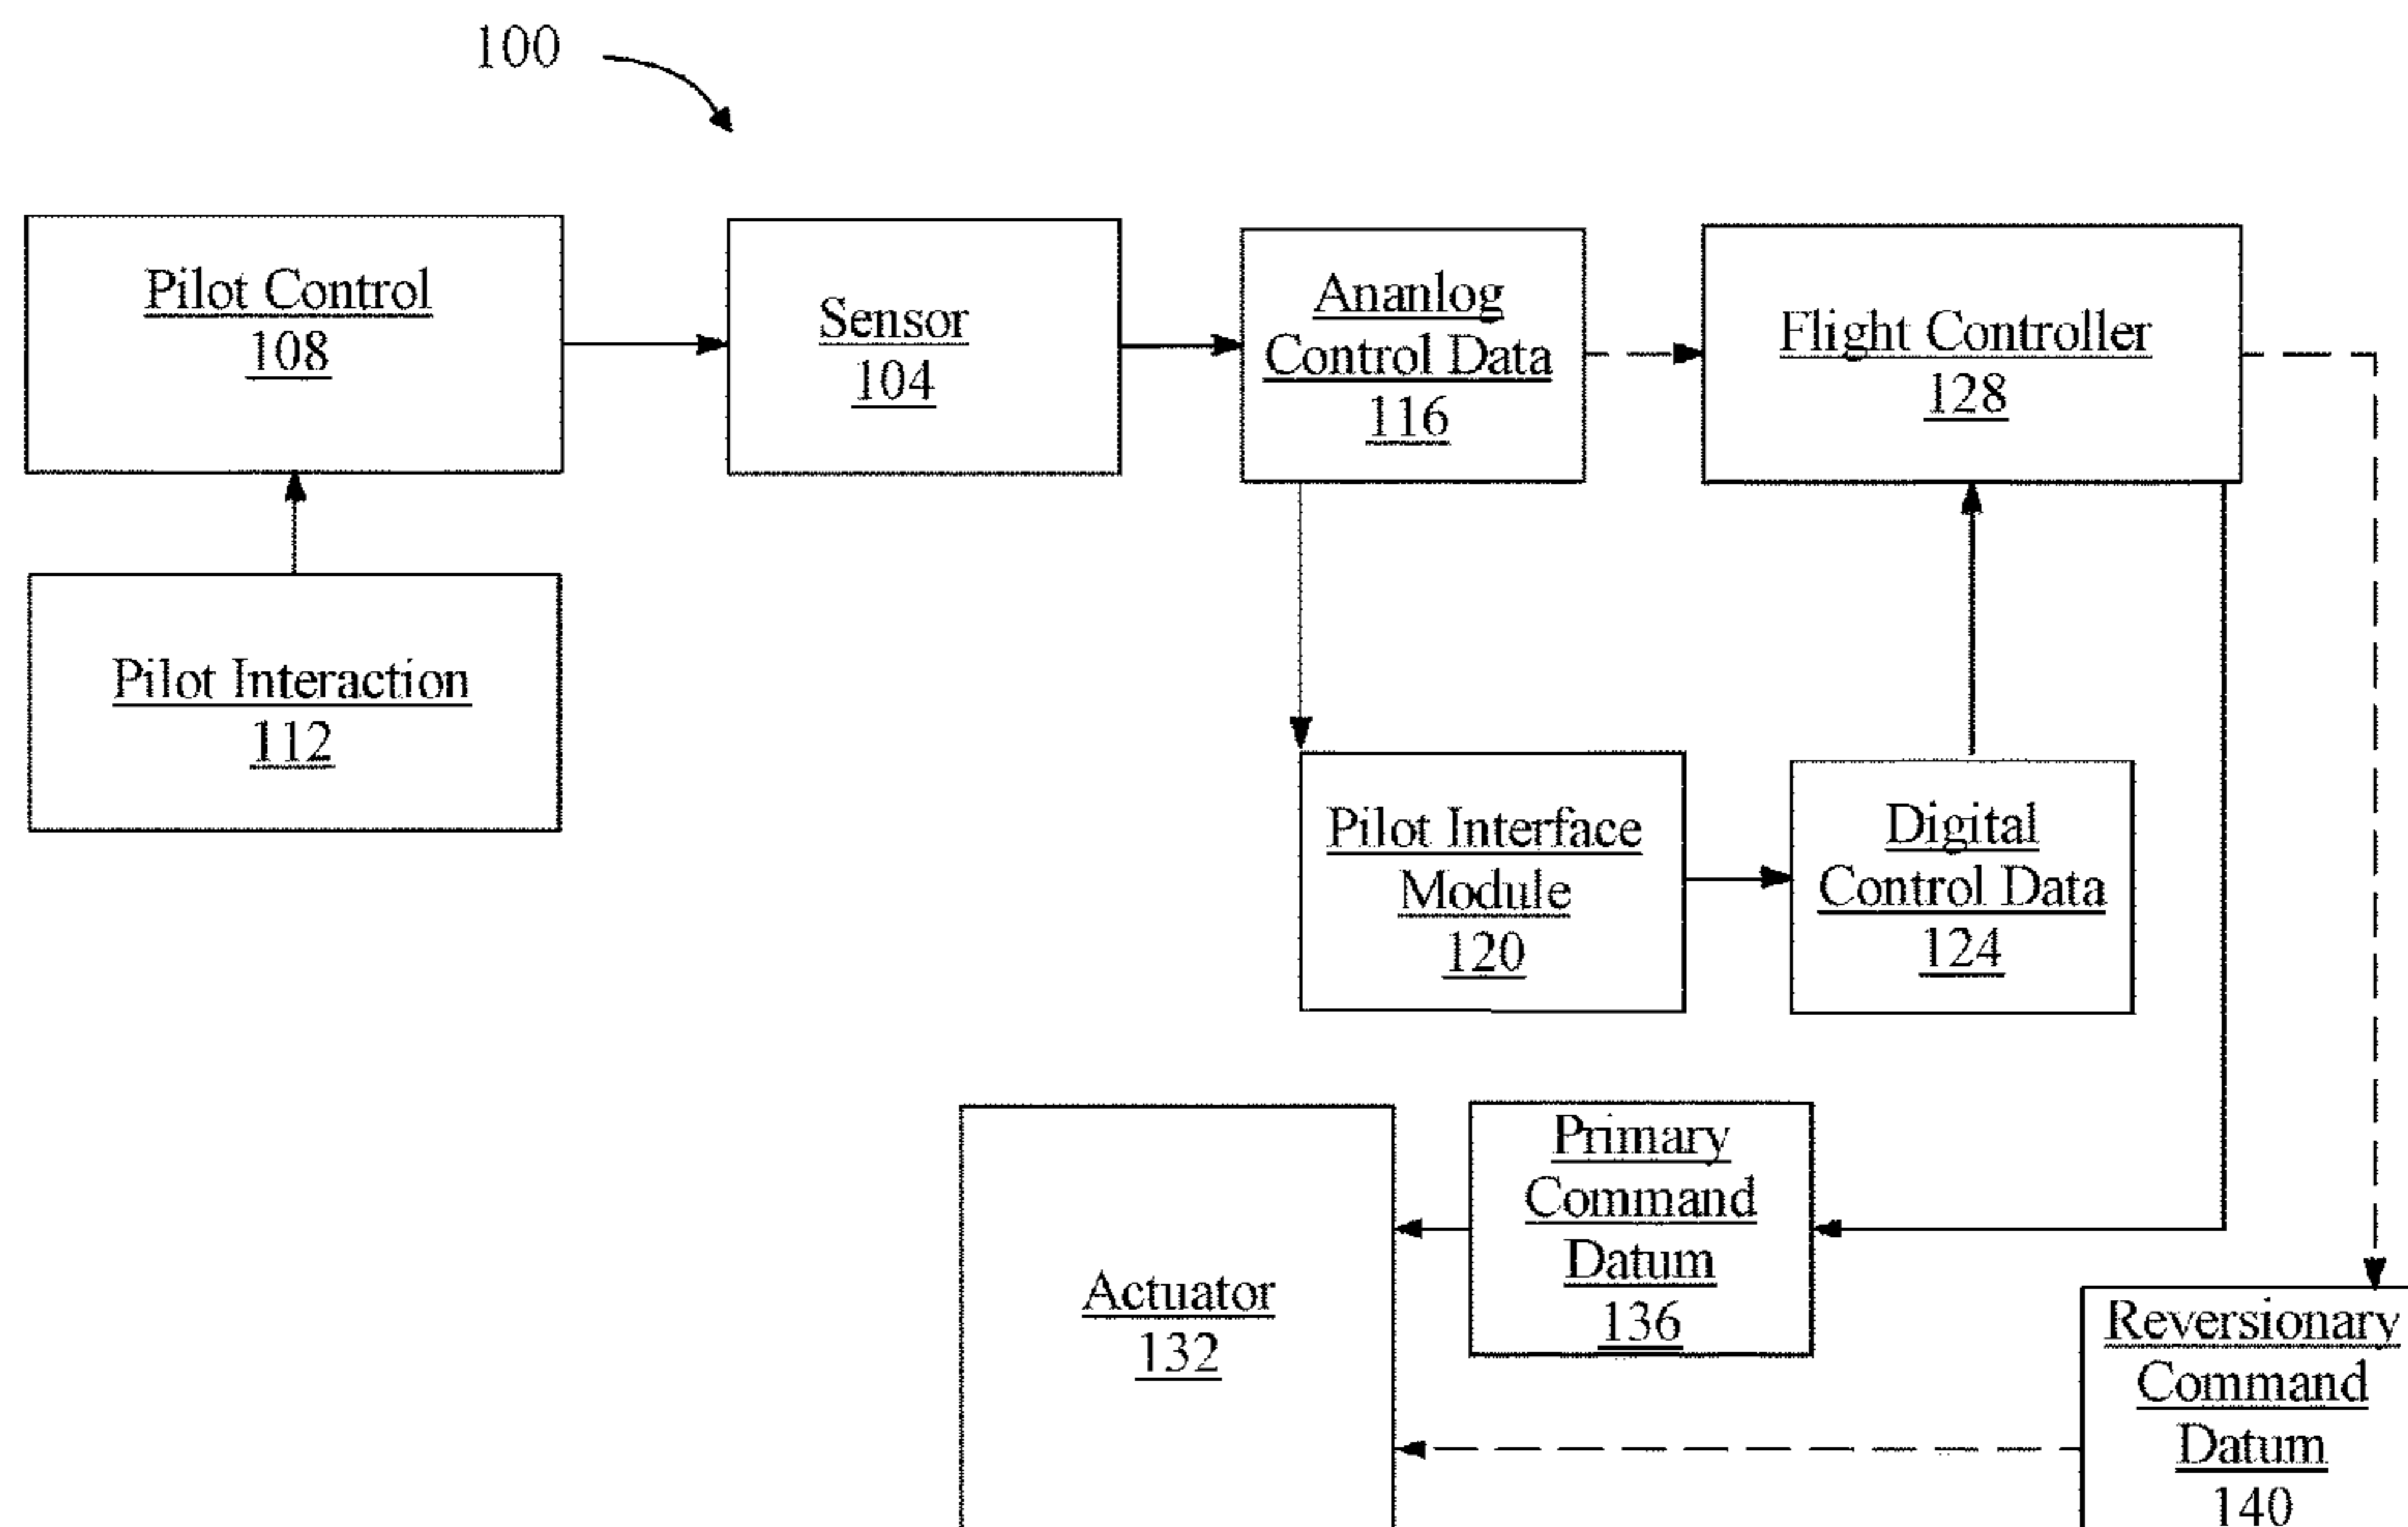 100
Pilot Control
108
Sensor
104
Ananlog
Control Data
116
Flight Controller
128
Pilot Interaction
112
Pilot Interface
Module
120
Digital
Control Data
124
Actuator
132
Primary
Command
Datum
136
Reversionary
Command
Datum
140